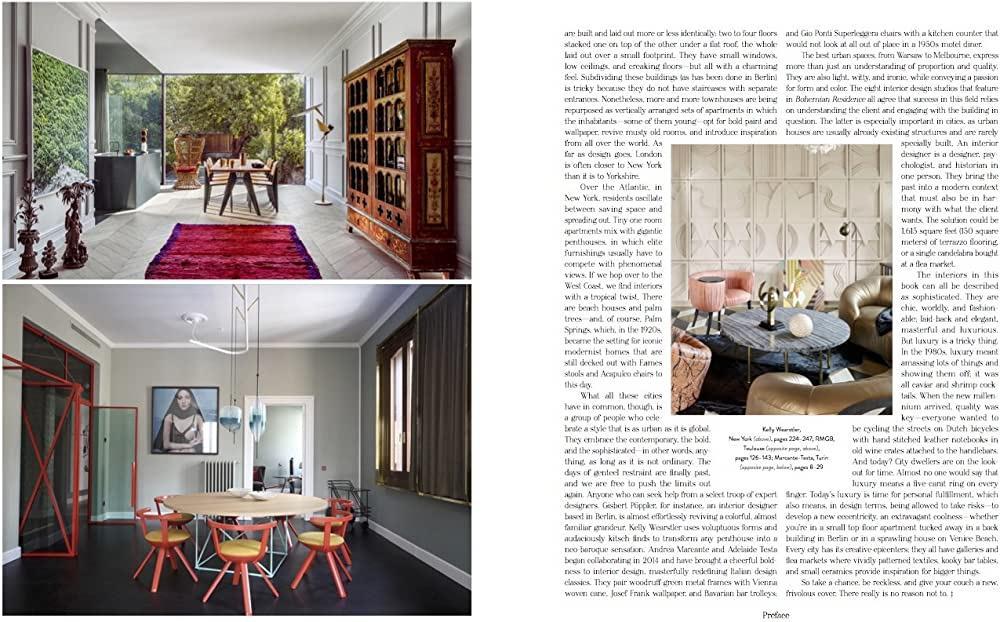 are built and laid out more or less identically: two to four floors
stacked one on top of the other under a flat roof, the whole
laid out over a small footprint. They have small windows,
low ceilings, and creaking floors—but all with a charming
feel. Subdividing these buildings (as has been done in Berlin)
is tricky because they do not have staircases with separate
entrances. Nonetheless, more and more townhouses are being
repurposed as vertically arranged sets of apartments in which
the inhabitants—some of them young—opt for bold paint and
wallpaper, revive musty old rooms, and introduce inspiration
from all over the world. As
far as design goes, London
is often closer to New York
than it is to Yorkshire.
Over the Atlantic, in
New York, residents oscillate
between saving space and
spreading out. Tiny one room
apartments mix with gigantic
penthouses, in which elite
furnishings usually have to
compete with phenomenal
views. If we hop over to the
West Coast, we find interiors
with a tropical twist. There
are beach houses and palm
trees—and, of course, Palm
Springs, which, in the 1920s,
became the setting for iconic
modernist homes that are
still decked out with Eames
stools and Acapulco chairs to
this day.
What all these cities
have in common, though, is
a group of people who cele-
brate a style that is as urban as it is global.
They embrace the contemporary, the bold,
and the sophisticated—in other words, any-
thing, as long as it is not ordinary. The
days of genteel restraint are finally past,
and we are free to push the limits out
again. Anyone who can seek help from a select troop of expert
designers. Gisbert Pöppler, for instance, an interior designer
based in Berlin, is almost effortlessly reviving a colorful, almost
familiar grandeur. Kelly Wearstler uses voluptuous forms and
audaciously kitsch finds to transform any penthouse into a
neo baroque sensation. Andrea Marcante and Adelaide Testa
began collaborating in 2014 and have brought a cheerful bold-
ness to interior design, masterfully redefining Italian design
classics. They pair woodruff green metal frames with Vienna
woven cane, Josef Frank wallpaper, and Bavarian bar trolleys;
and Gio Ponti Superleggera chairs with a kitchen counter that
would not look at all out of place in a 1950s motel diner.
The best urban spaces, from Warsaw to Melbourne, express
more than just an understanding of proportion and quality.
They are also light, witty, and ironic, while conveying a passion
for form and color. The eight interior design studios that feature
in Bohemian Residence all agree that success in this field relies
on understanding the client and engaging with the building in
question. The latter is especially important in cities, as urban
houses are usually already existing structures and are rarely
specially built. An interior
designer is a designer, psy-
chologist, and historian in
one person. They bring the
past into a modern context
that must also be in har-
mony with what the client
wants. The solution could be
1,615 square feet (150 square
meters) of terrazzo flooring,
or a single candelabra bought
at a flea market.
The interiors in this
book can all be described
as sophisticated. They are
chic, worldly, and fashion-
able; laid-back and elegant,
masterful and luxurious.
But luxury is a tricky thing.
In the 1980s, luxury meant
amassing lots of things and
showing them off; it was
all caviar and shrimp cock-
tails. When the new millen-
nium arrived, quality was
key—everyone wanted to
be cycling the streets on Dutch bicycles
with hand stitched leather notebooks in
old wine crates attached to the handlebars.
And today? City dwellers are on the look-
out for time. Almost no one would say that
luxury means a five-carat ring on every
finger. Today's luxury is time for personal fulfillment, which
also means, in design terms, being allowed to take risks—to
develop a new eccentricity, an extravagant coolness—whether
you're in a small top floor apartment tucked away in a back
building in Berlin or in a sprawling house on Venice Beach.
Every city has its creative epicenters; they all have galleries and
flea markets where vividly patterned textiles, kooky bar tables,
and small ceramics provide inspiration for bigger things.
So take a chance, be reckless, and give your couch a new,
frivolous cover. There really is no reason not to.
Kelly Wearstler,
New York (above), pages 224–247; RMGB,
Toulouse (opposite page, above),
pages 126–143; Marcante-Testa, Turin
(opposite page, below), pages 8–29
Preface